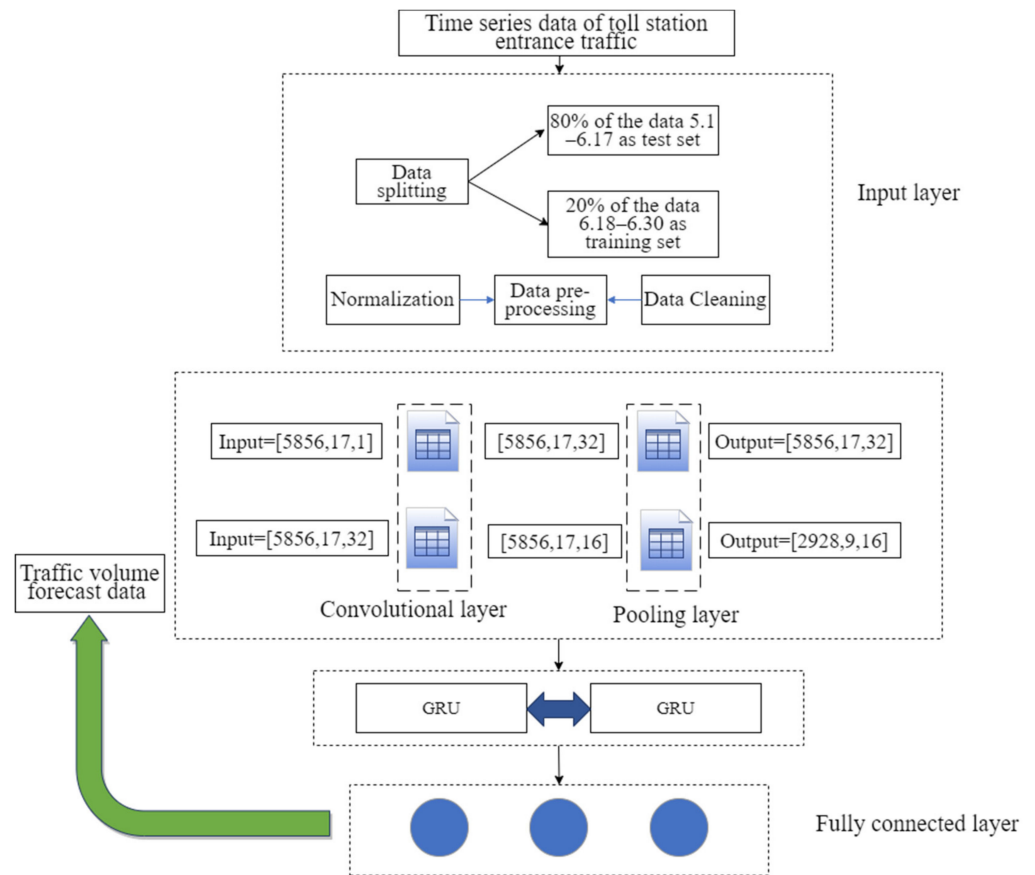 Time series data of toll station
entrance traffic
80% of the data 5.1
–6.17 as test set
Data
splitting
Input layer
20% of the data
6.18–6.30 as
training set
Normalization
Data pre-
processing
Data Cleaning
Input=[5856,17,1]
[5856,17,32]
Output=[5856,17,32]
Input=[5856,17,32]
[5856,17,16]
Output=[2928,9,16]
Convolutional layer
Pooling layer
Traffic volume
forecast data
GRU
GRU
Fully connected layer